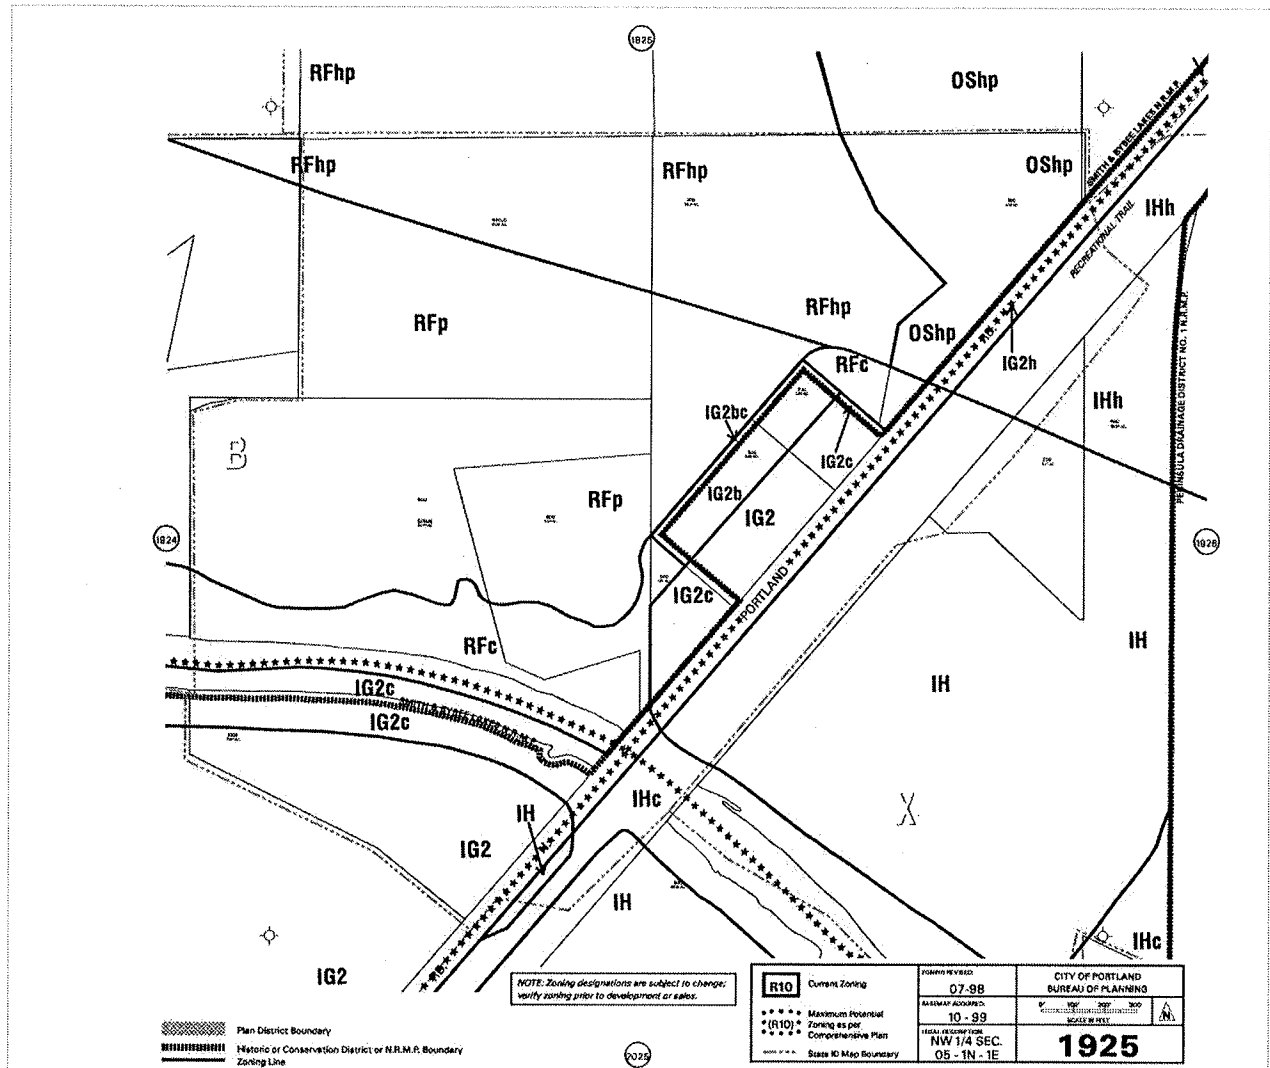 1825
RFhp
OShp
SMITH & BYBEE LAKES N.R.M.P.
RFhp
RFhp
OShp
IHh
RECREATIONAL TRAIL
RFp
RFhp
OShp
P.B.
IG2h
PENINSULA DRAINAGE DISTRICT NO. 1 N.R.M.P.
RFc
IHh
IG2bc
B
IG2c
IG2b
RFp
IG2
1924
1926
PORTLAND
IG2c
RFc
IH
IG2c
IH
SMITH & BYBEE LAKES N.R.M.P.
IG2c
IHc
X
IH
IG2
IH
IHc
IG2
P.B.
NOTE: Zoning designations are subject to change;
verify zoning prior to development or sales.
Plan District Boundary
Historic or Conservation District or N.R.M.P. Boundary
Zoning Line
2025
R10 Current Zoning
(R10) Maximum Potential
Zoning as per
Comprehensive Plan
State ID Map Boundary
ZONING REVISED:
07-98
BASEMAP ACQUIRED:
10 - 99
LEGAL DESCRIPTION:
NW 1/4 SEC.
05 - 1N - 1E
CITY OF PORTLAND
BUREAU OF PLANNING
0' 100' 200' 300
SCALE IN FEET
N
1925